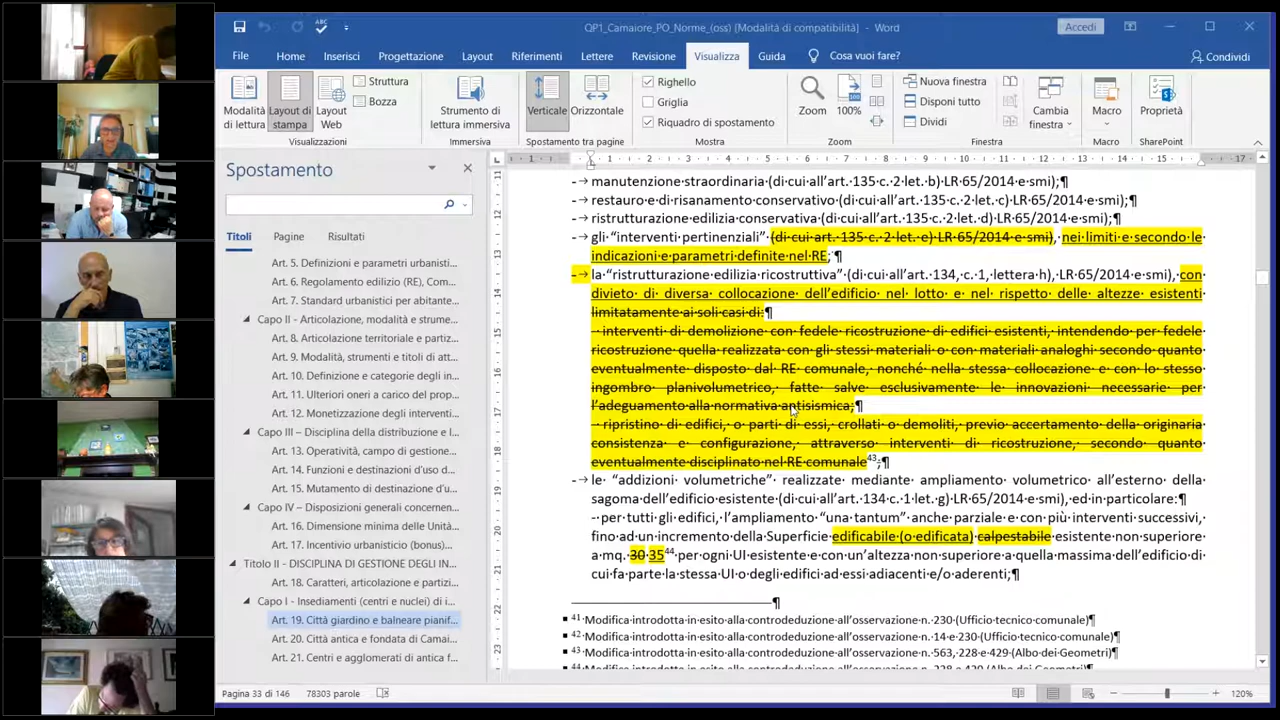 QP1_Camaiore_PO_Norme_(oss) [Modalità di compatibilità] - Word
Accedi
File Home Inserisci Progettazione Layout Riferimenti Lettere Revisione Visualizza Guida Cosa vuoi fare? Condividi
Modalità di lettura
Layout di stampa
Layout Web
Struttura
Bozza
Visualizzazioni
Strumento di lettura immersiva
Immersiva
Verticale
Orizzontale
Spostamento tra pagine
Righello
Griglia
Riquadro di spostamento
Mostra
Zoom
100%
Zoom
Nuova finestra
Disponi tutto
Dividi
Cambia finestra
Finestra
Macro
Macro
Proprietà
SharePoint
Spostamento
Titoli Pagine Risultati
Art. 5. Definizioni e parametri urbanisti...
Art. 6. Regolamento edilizio (RE), Com...
Art. 7. Standard urbanistici per abitante...
Capo II - Articolazione, modalità e strume...
Art. 8. Articolazione territoriale e partiz...
Art. 9. Modalità, strumenti e titoli di att...
Art. 10. Definizione e categorie degli in...
Art. 11. Ulteriori oneri a carico del prop...
Art. 12. Monetizzazione degli interventi...
Capo III – Disciplina della distribuzione e l...
Art. 13. Operatività, campo di gestione...
Art. 14. Funzioni e destinazioni d'uso d...
Art. 15. Mutamento di destinazione d'u...
Capo IV – Disposizioni generali concernen...
Art. 16. Dimensione minima delle Unità...
Art. 17. Incentivo urbanistico (bonus)...
Titolo II - DISCIPLINA DI GESTIONE DEGLI IN...
Art. 18. Caratteri, articolazione e partizi...
Capo I - Insediamenti (centri e nuclei) di i...
Art. 19. Città giardino e balneare pianif...
Art. 20. Città antica e fondata di Camai...
Art. 21. Centri e agglomerati di antica f...
-→manutenzione·straordinaria·(di·cui·all'art.·135·c.·2·let.·b)·LR·65/2014·e·smi);¶
-→restauro·e·di·risanamento·conservativo·(di·cui·all'art.·135·c.·2·let.·c)·LR·65/2014·e·smi);¶
-→ristrutturazione·edilizia·conservativa·(di·cui·all'art.·135·c.·2·let.·d)·LR·65/2014·e·smi);¶
-→gli·“interventi·pertinenziali”·(di·cui·art.·135·c.·2·let.·e)·LR·65/2014·e·smi),·nei·limiti·e·secondo·le·
indicazioni·e·parametri·definite·nel·RE;·¶
-→la·“ristrutturazione·edilizia·ricostruttiva”·(di·cui·all'art.·134,·c.·1,·lettera·h),·LR·65/2014·e·smi),·con·
divieto·di·diversa·collocazione·dell'edificio·nel·lotto·e·nel·rispetto·delle·altezze·esistenti·
limitatamente·ai·soli·casi·di:¶
-·interventi·di·demolizione·con·fedele·ricostruzione·di·edifici·esistenti,·intendendo·per·fedele·
ricostruzione·quella·realizzata·con·gli·stessi·materiali·o·con·materiali·analoghi·secondo·quanto·
eventualmente·disposto·dal·RE·comunale,·nonché·nella·stessa·collocazione·e·con·lo·stesso·
ingombro·planivolumetrico,·fatte·salve·esclusivamente·le·innovazioni·necessarie·per·
l'adeguamento·alla·normativa·antisismica;¶
-·ripristino·di·edifici,·o·parti·di·essi,·crollati·o·demoliti,·previo·accertamento·della·originaria·
consistenza·e·configurazione,·attraverso·interventi·di·ricostruzione,·secondo·quanto·
eventualmente·disciplinato·nel·RE·comunale43;·¶
-→le·“addizioni·volumetriche”·realizzate·mediante·ampliamento·volumetrico·all'esterno·della·
sagoma·dell'edificio·esistente·(di·cui·all'art.·134·c.·1·let.·g)·LR·65/2014·e·smi),·ed·in·particolare:¶
-·per·tutti·gli·edifici,·l'ampliamento·“una·tantum”·anche·parziale·e·con·più·interventi·successivi,·
fino·ad·un·incremento·della·Superficie·edificabile·(o·edificata)·calpestabile·esistente·non·superiore·
a·mq.·30·35 44·per·ogni·UI·esistente·e·con·un'altezza·non·superiore·a·quella·massima·dell'edificio·di·
cui·fa·parte·la·stessa·UI·o·degli·edifici·ad·essi·adiacenti·e/o·aderenti;¶
41·Modifica·introdotta·in·esito·alla·controdeduzione·all'osservazione·n.·230·(Ufficio·tecnico·comunale)¶
42·Modifica·introdotta·in·esito·alla·controdeduzione·all'osservazione·n.·14·e·230·(Ufficio·tecnico·comunale)¶
43·Modifica·introdotta·in·esito·alla·controdeduzione·all'osservazione·n.·563,·228·e·429·(Albo·dei·Geometri)¶
Pagina 33 di 146 78303 parole 120%